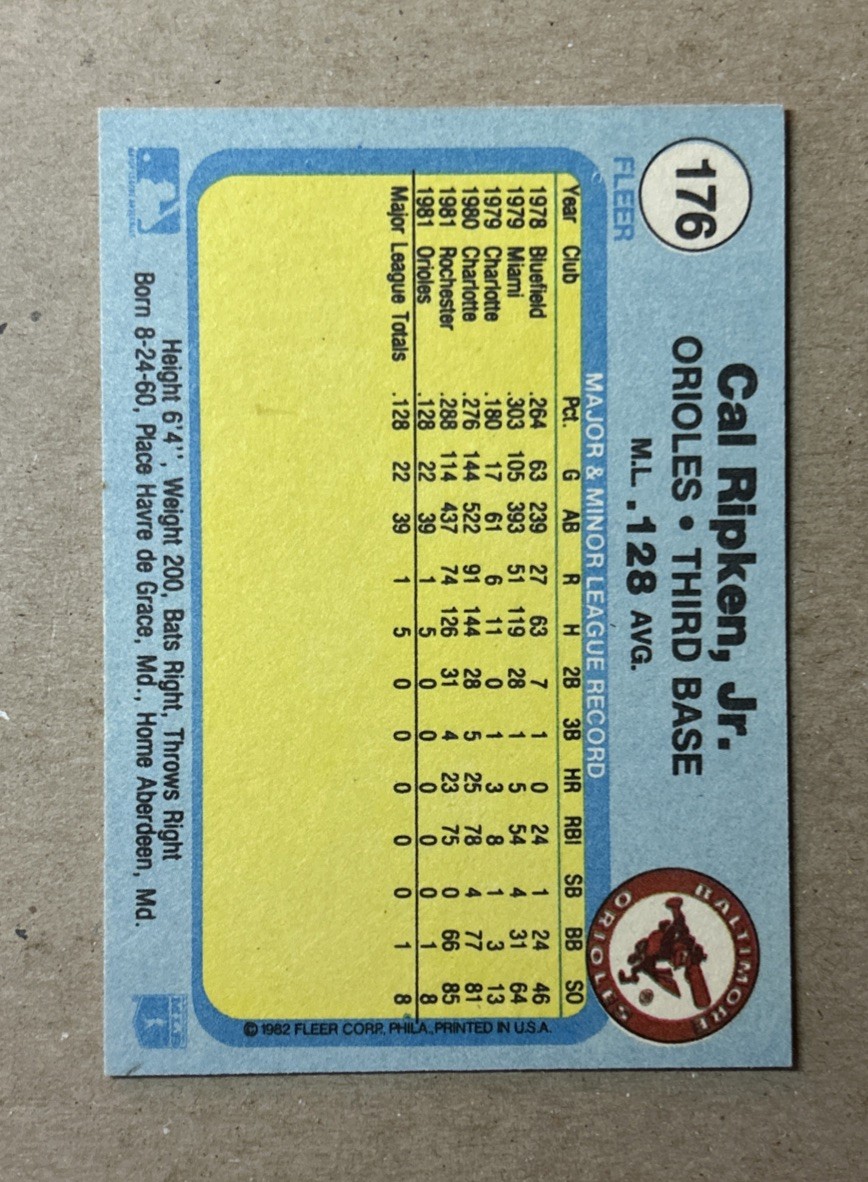 176
FLEER
Cal Ripken, Jr.
ORIOLES • THIRD BASE
M.L. .128 AVG.
BALTIMORE
ORIOLES
MAJOR & MINOR LEAGUE RECORD
Year Club Pct. G AB R H 2B 3B HR RBI SB BB SO
1978 Bluefield .264 63 239 27 63 7 1 0 24 1 24 46
1979 Miami .303 105 393 51 119 28 1 5 54 4 31 64
1979 Charlotte .180 17 61 6 11 0 1 3 8 1 3 13
1980 Charlotte .276 144 522 91 144 28 5 25 78 4 77 81
1981 Rochester .288 114 437 74 126 31 4 23 75 0 66 85
1981 Orioles .128 22 39 1 5 0 0 0 0 0 1 8
Major League Totals .128 22 39 1 5 0 0 0 0 0 1 8
© 1982 FLEER CORP. PHILA. PRINTED IN U.S.A.
Height 6'4", Weight 200, Bats Right, Throws Right
Born 8-24-60, Place Havre de Grace, Md., Home Aberdeen, Md.